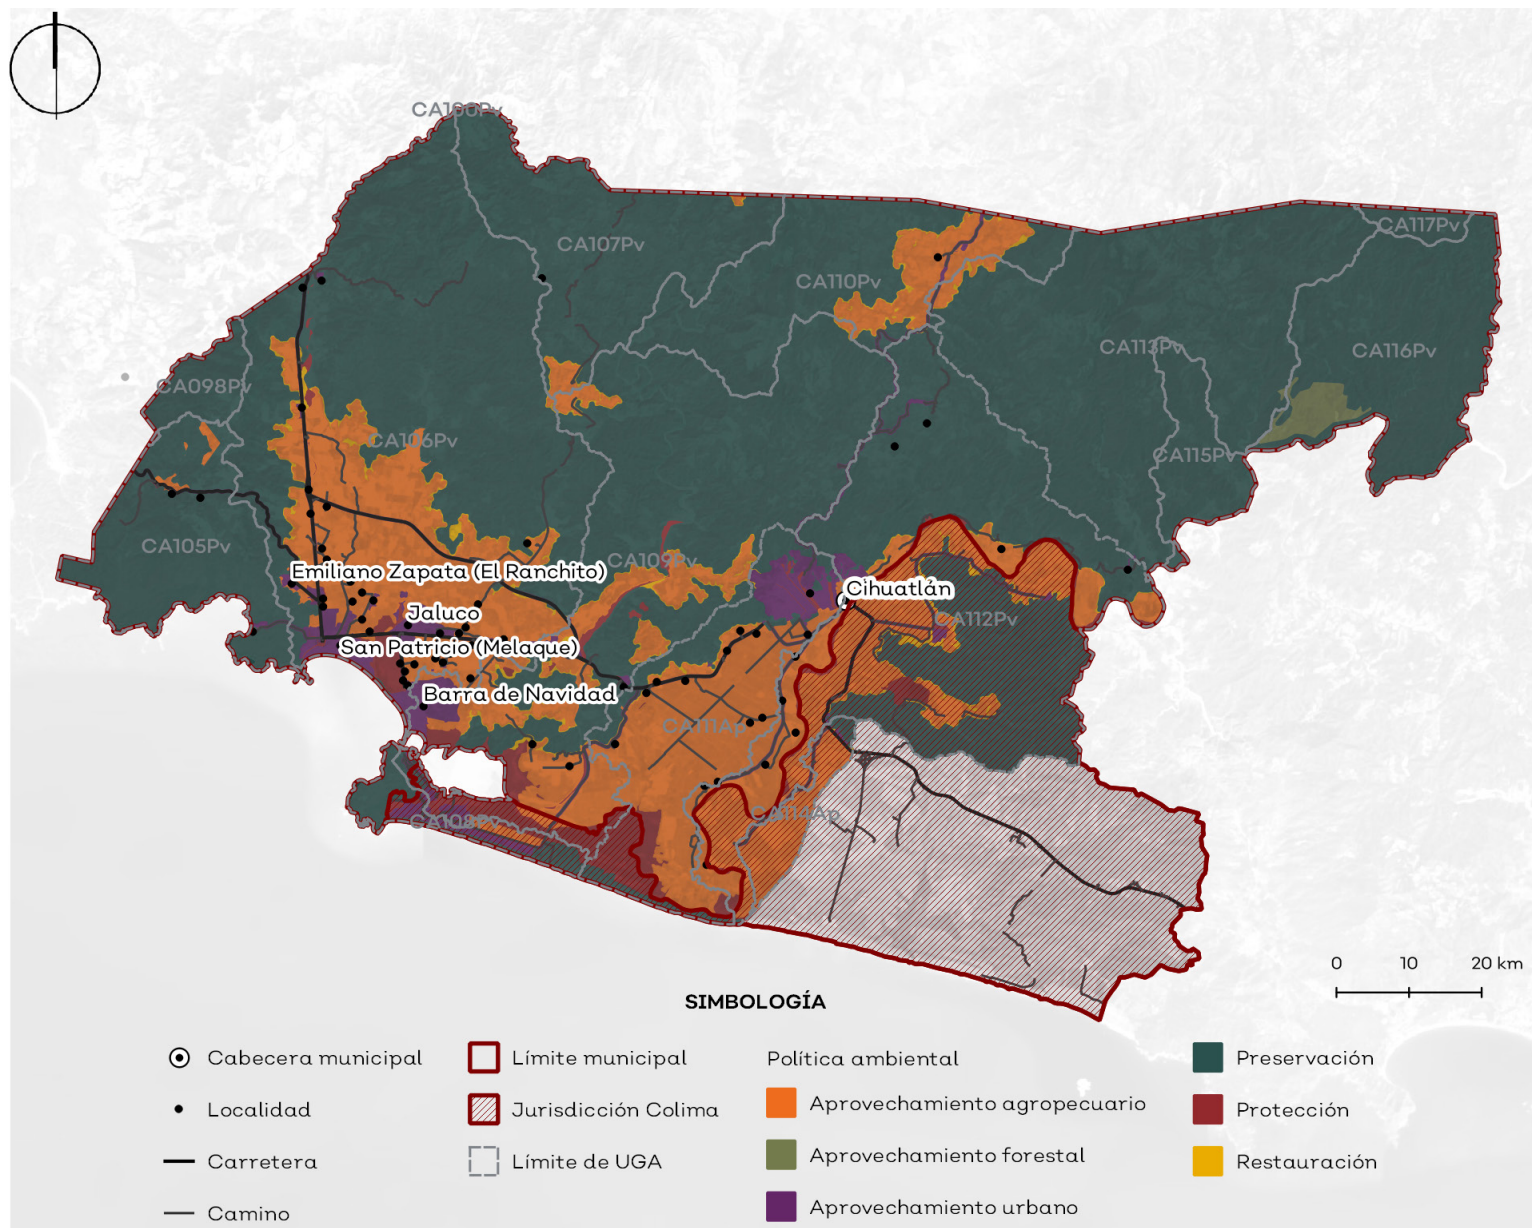 CA100Pv
CA107Pv
CA117Pv
CA110Pv
CA113Pv
CA116Pv
CA098Pv
CA106Pv
CA115Pv
CA105Pv
CA109Pv
Emiliano Zapata (El Ranchito)
Cihuatlán
Jaluco
CA112Pv
San Patricio (Melaque)
Barra de Navidad
CA111Ap
CA114Ap
CA108Pv
0 10 20 km
SIMBOLOGÍA
Cabecera municipal
Localidad
Carretera
Camino
Límite municipal
Jurisdicción Colima
Límite de UGA
Política ambiental
Aprovechamiento agropecuario
Aprovechamiento forestal
Aprovechamiento urbano
Preservación
Protección
Restauración